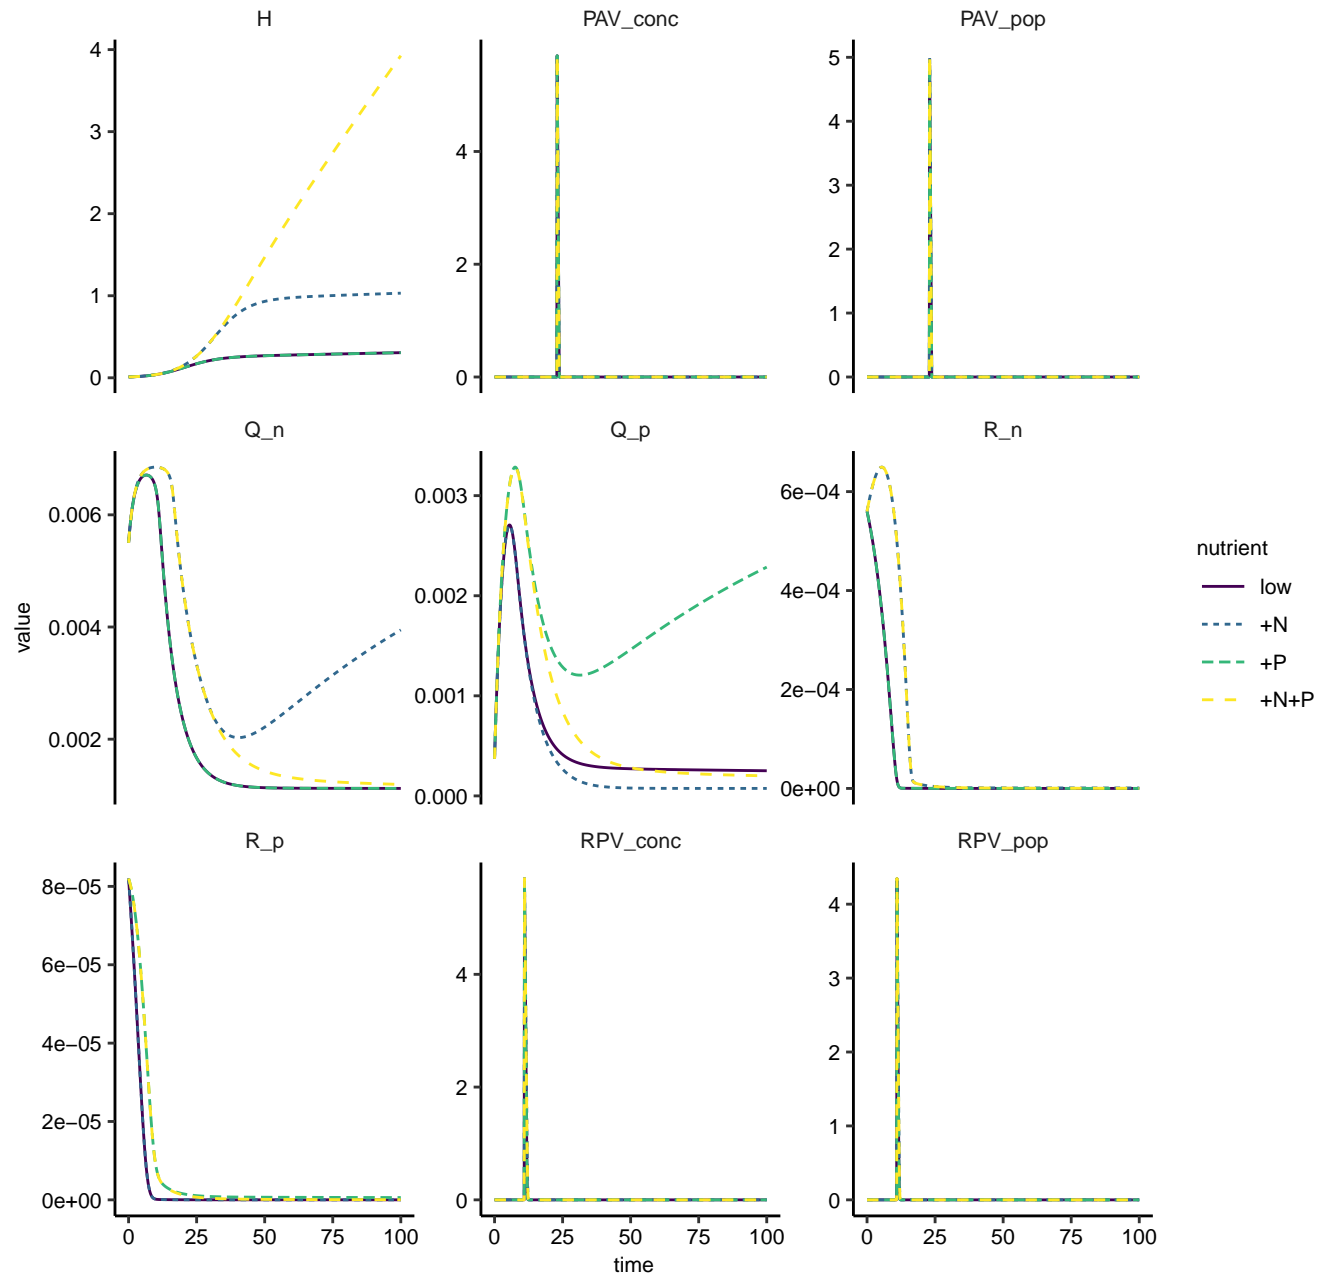 H
PAV_conc
PAV_pop
4
3
2
1
0
4
2
0
5
4
3
2
1
0
Q_n
Q_p
R_n
0.006
0.004
0.002
0.003
0.002
0.001
0.000
6e−04
4e−04
2e−04
0e+00
value
nutrient
low
+N
+P
+N+P
R_p
RPV_conc
RPV_pop
8e−05
6e−05
4e−05
2e−05
0e+00
4
2
0
4
3
2
1
0
0 25 50 75 100
0 25 50 75 100
0 25 50 75 100
time